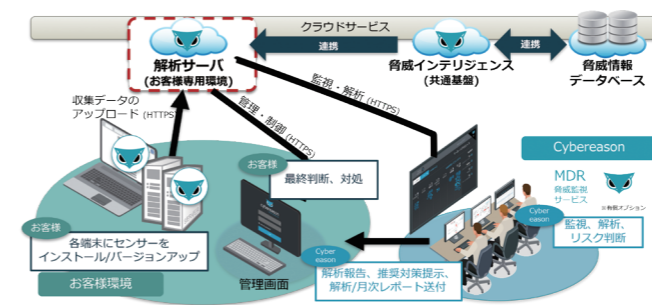 クラウドサービス
連携
連携
解析サーバ
(お客様専用環境)
脅威インテリジェンス
(共通基盤)
脅威情報
データベース
収集データの
アップロード (HTTPS)
監視・解析 (HTTPS)
管理・制御 (HTTPS)
お客様
最終判断、対処
Cybereason
MDR
脅威監視
サービス
※有償オプション
お客様
各端末にセンサーを
インストール/バージョンアップ
お客様環境
管理画面
Cyber
eason
解析報告、推奨対策提示、
解析/月次レポート送付
Cyber
eason
監視、解析、
リスク判断